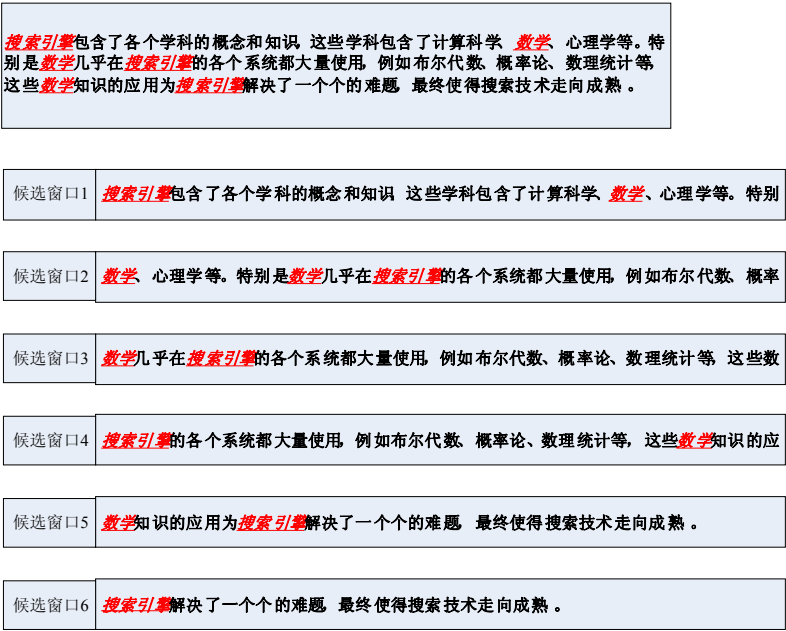 搜索引擎包含了各个学科的概念和知识, 这些学科包含了计算科学、数学、心理学等。特
别是数学几乎在搜索引擎的各个系统都大量使用, 例如布尔代数、概率论、数理统计等,
这些数学知识的应用为搜索引擎解决了一个个的难题, 最终使得搜索技术走向成熟。
候选窗口1 搜索引擎包含了各个学科的概念和知识, 这些学科包含了计算科学、数学、心理学等。特别
候选窗口2 数学、心理学等。特别是数学几乎在搜索引擎的各个系统都大量使用, 例如布尔代数、概率
候选窗口3 数学几乎在搜索引擎的各个系统都大量使用, 例如布尔代数、概率论、数理统计等, 这些数
候选窗口4 搜索引擎的各个系统都大量使用, 例如布尔代数、概率论、数理统计等, 这些数学知识的应
候选窗口5 数学知识的应用为搜索引擎解决了一个个的难题, 最终使得搜索技术走向成熟。
候选窗口6 搜索引擎解决了一个个的难题, 最终使得搜索技术走向成熟。